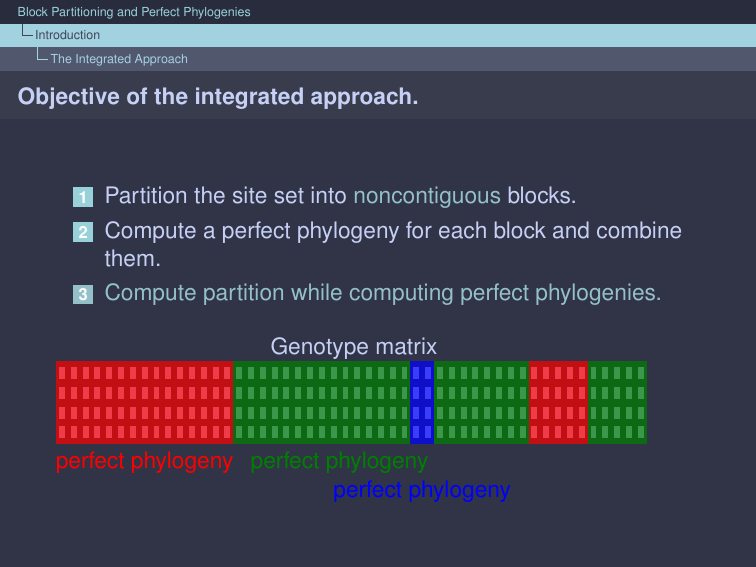 Block Partitioning and Perfect Phylogenies
Introduction
The Integrated Approach
Objective of the integrated approach.
1 Partition the site set into noncontiguous blocks.
2 Compute a perfect phylogeny for each block and combine
them.
3 Compute partition while computing perfect phylogenies.
Genotype matrix
perfect phylogeny perfect phylogeny
perfect phylogeny